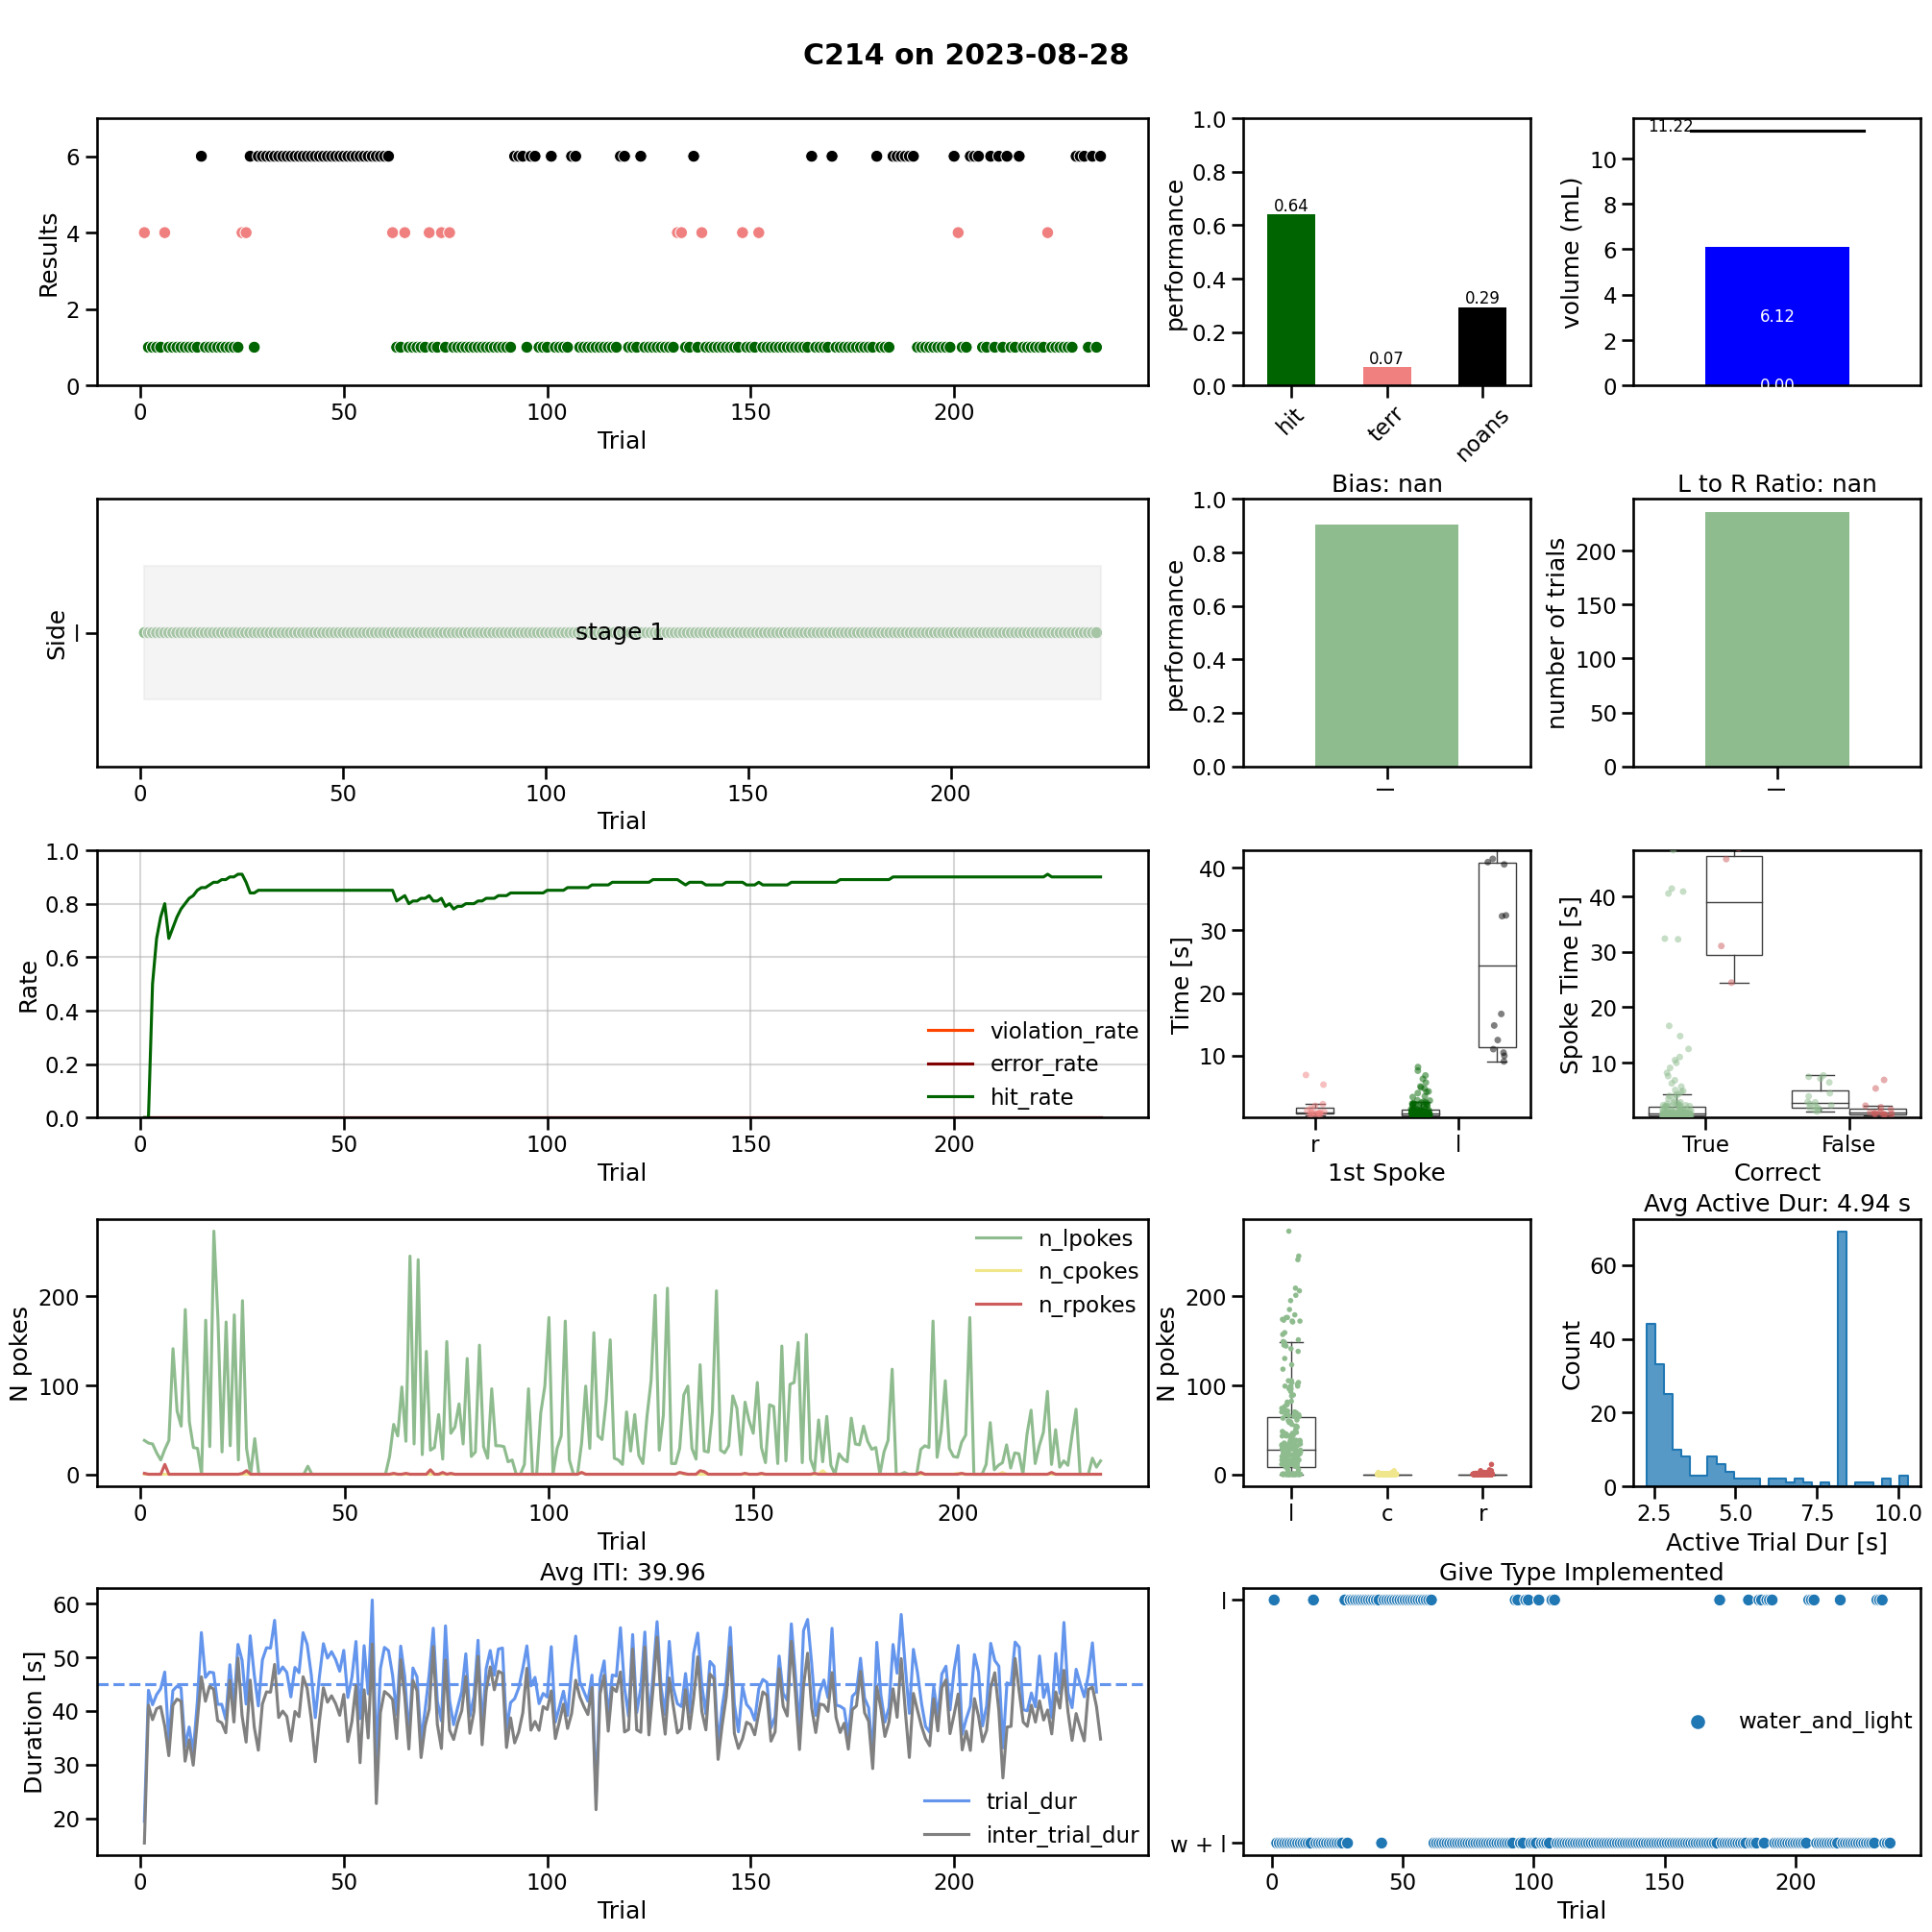 C214 on 2023-08-28
Results
6
4
2
0
0 50 100 150 200
Trial
performance
1.0
0.8
0.6
0.4
0.2
0.0
0.64
0.07
0.29
hit terr noans
volume (mL)
10
8
6
4
2
0
11.22
6.12
0.00
Side
l
stage 1
0 50 100 150 200
Trial
Bias: nan
performance
1.0
0.8
0.6
0.4
0.2
0.0
l
L to R Ratio: nan
number of trials
200
150
100
50
0
l
Rate
1.0
0.8
0.6
0.4
0.2
0.0
violation_rate
error_rate
hit_rate
0 50 100 150 200
Trial
Time [s]
40
30
20
10
r l
1st Spoke
Spoke Time [s]
40
30
20
10
True False
Correct
N pokes
200
100
0
n_lpokes
n_cpokes
n_rpokes
0 50 100 150 200
Trial
N pokes
200
100
0
l c r
Avg Active Dur: 4.94 s
Count
60
40
20
0
2.5 5.0 7.5 10.0
Active Trial Dur [s]
Avg ITI: 39.96
Duration [s]
60
50
40
30
20
trial_dur
inter_trial_dur
0 50 100 150 200
Trial
Give Type Implemented
l
water_and_light
w + l
0 50 100 150 200
Trial